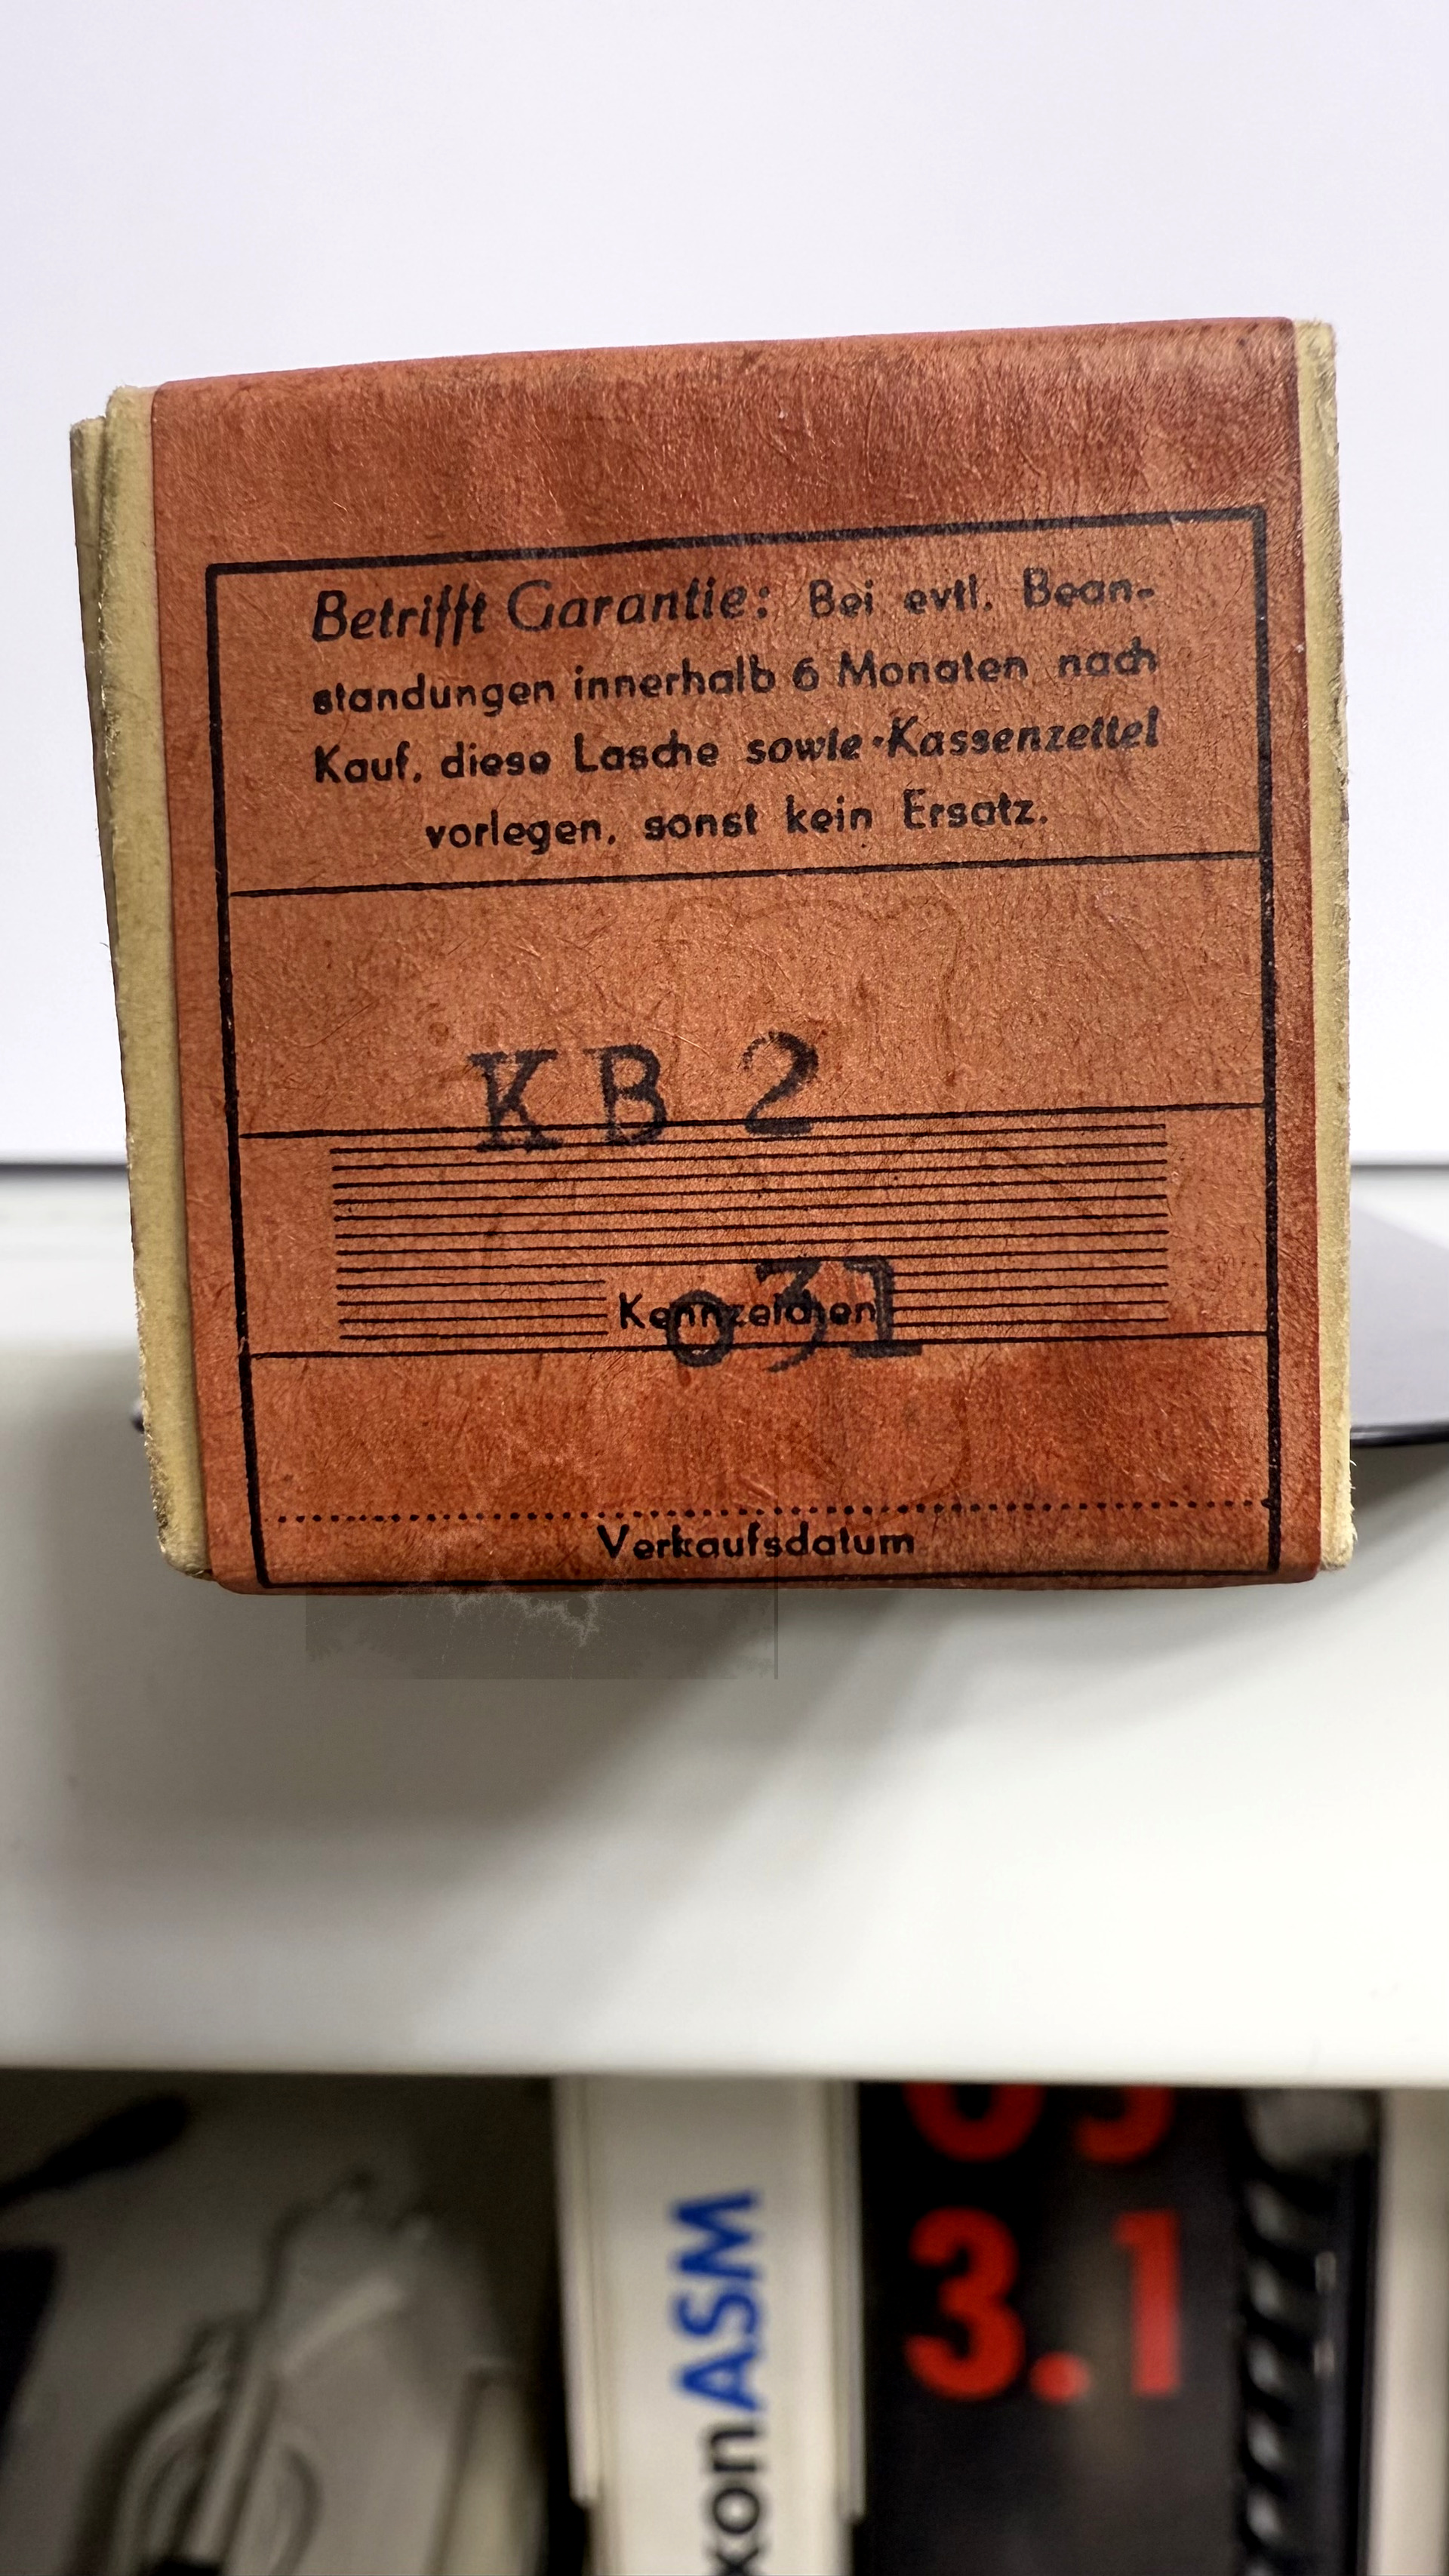 Betrifft Garantie: Bei evtl. Bean-
standungen innerhalb 6 Monaten nach
Kauf, diese Lasche sowie Kassenzettel
vorlegen, sonst kein Ersatz.
KB 2
031
Kennzeichen
Verkaufsdatum
xonASM
3.1